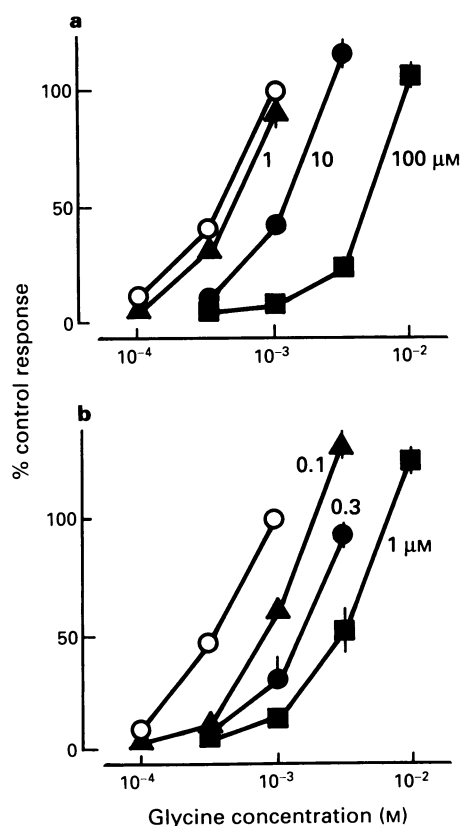 a
100
50
0
1
10
100 μM
10⁻⁴
10⁻³
10⁻²
% control response
b
100
50
0
0.1
0.3
1 μM
10⁻⁴
10⁻³
10⁻²
Glycine concentration (M)